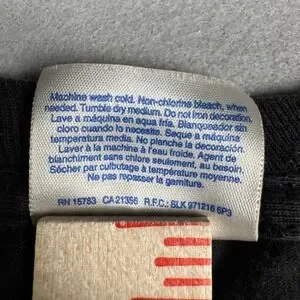 Machine wash cold. Non-chlorine bleach, when
needed. Tumble dry medium. Do not iron decoration.
Lave a máquina en agua fría. Blanqueador sin
cloro cuando lo necesite. Seque a máquina
temperatura media. No planche la decoración.
Laver à la machine à l'eau froide. Agent de
blanchiment sans chlore seulement, au besoin.
Sécher par culbutage à température moyenne.
Ne pas repasser la garniture.
RN 15763 CA 21356 R.F.C.: SLK 971216 6P3